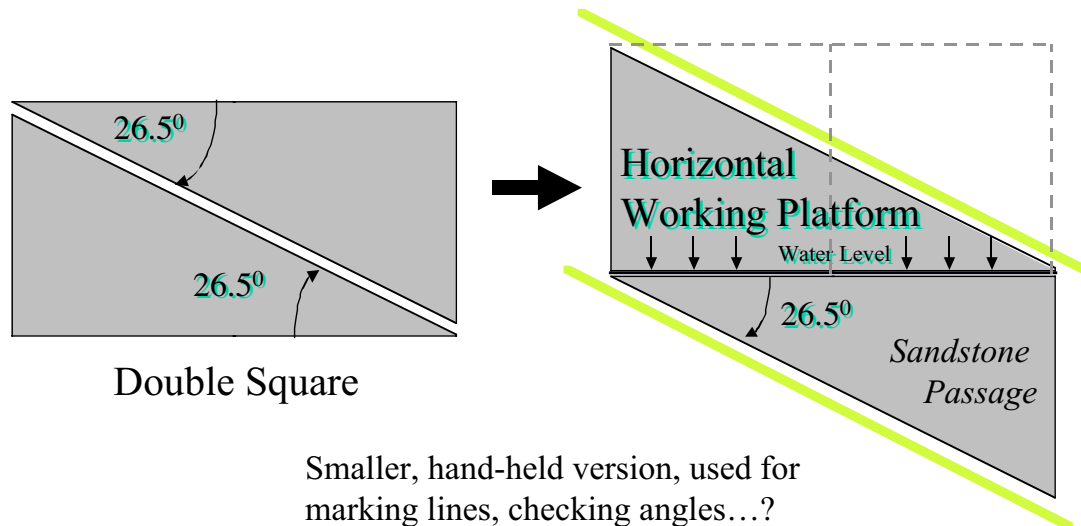 26.5⁰
26.5⁰
Double Square
Horizontal
Working Platform
Water Level
26.5⁰
Sandstone
Passage
Smaller, hand-held version, used for
marking lines, checking angles…?